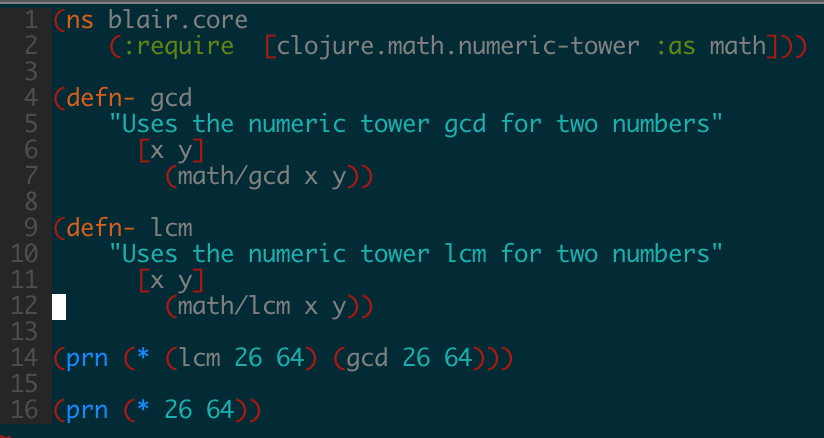 1 (ns blair.core
2     (:require  [clojure.math.numeric-tower :as math]))
3
4 (defn- gcd
5     "Uses the numeric tower gcd for two numbers"
6       [x y]
7         (math/gcd x y))
8
9 (defn- lcm
10     "Uses the numeric tower lcm for two numbers"
11       [x y]
12         (math/lcm x y))
13
14 (prn (* (lcm 26 64) (gcd 26 64)))
15
16 (prn (* 26 64))